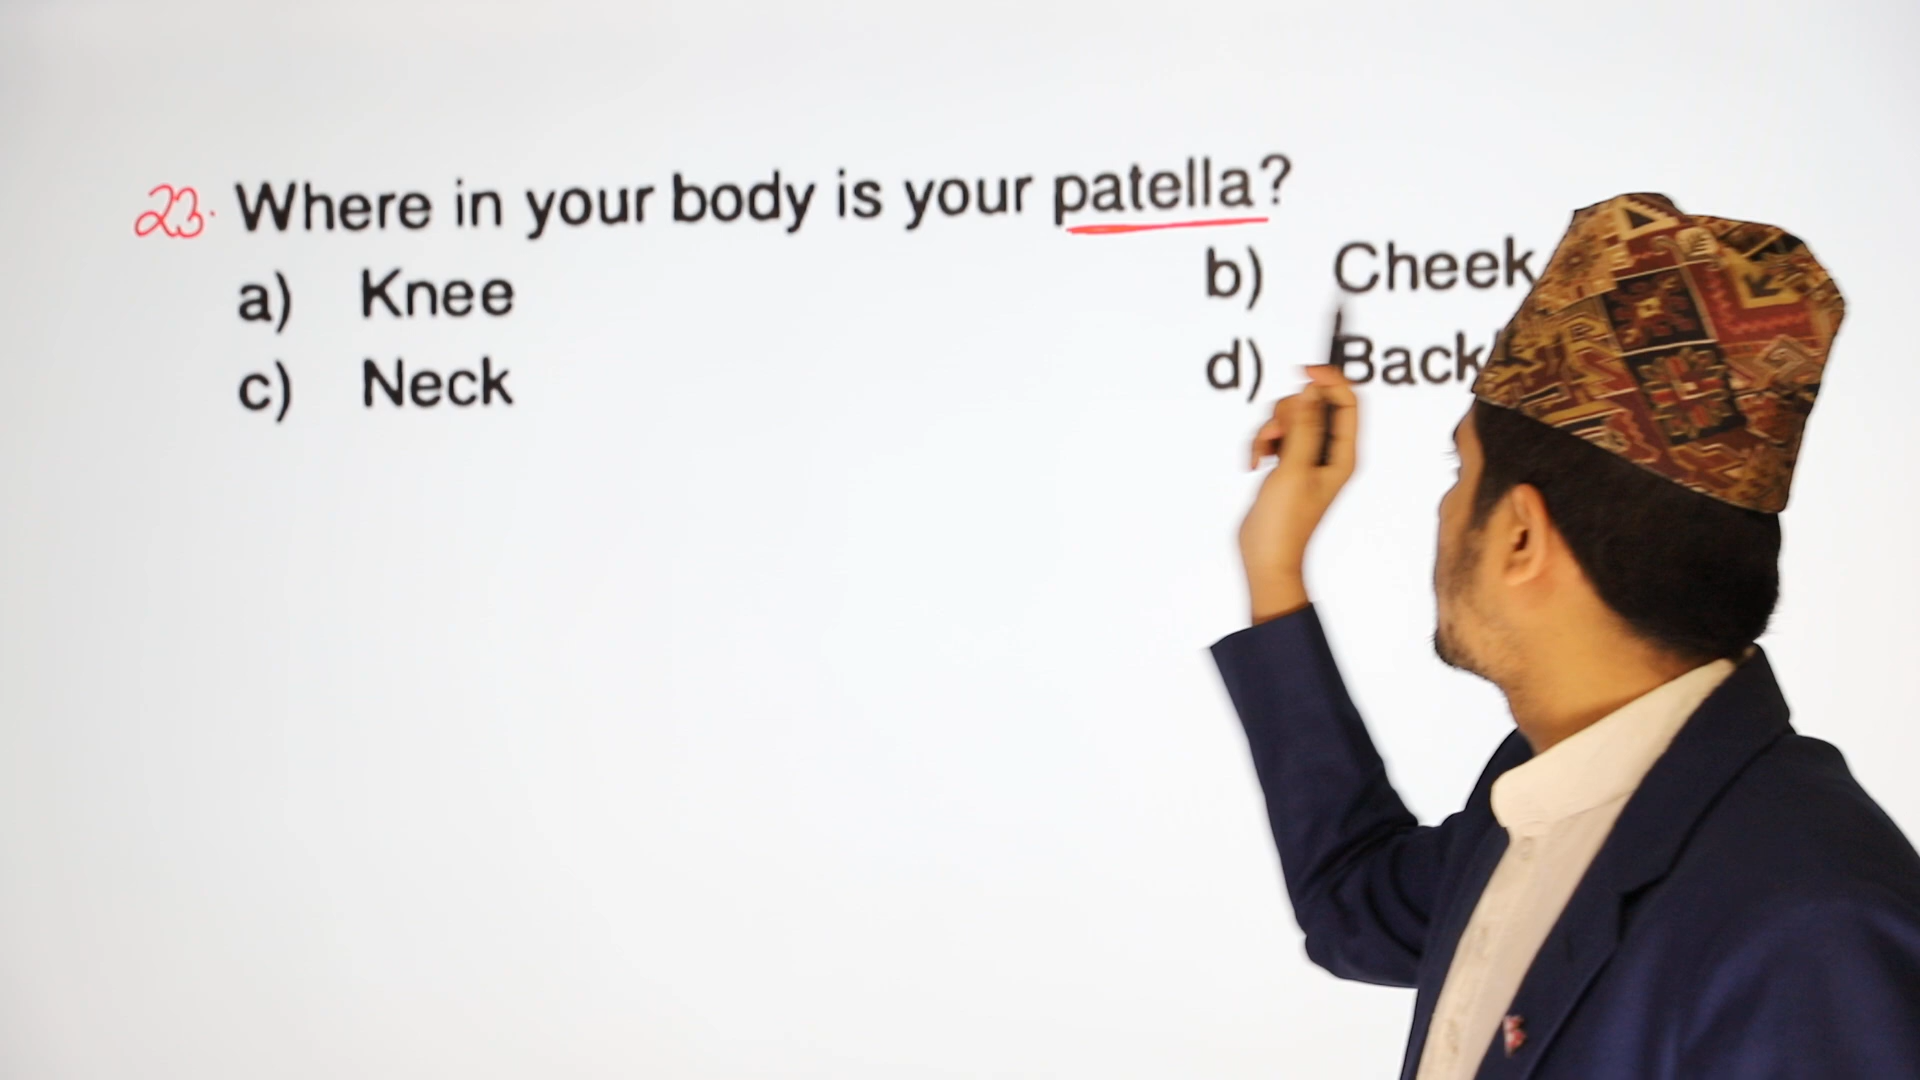 23. Where in your body is your patella?
a) Knee b) Cheek
c) Neck d) Back